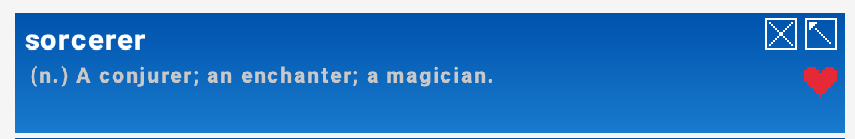 sorcerer
(n.) A conjurer; an enchanter; a magician.